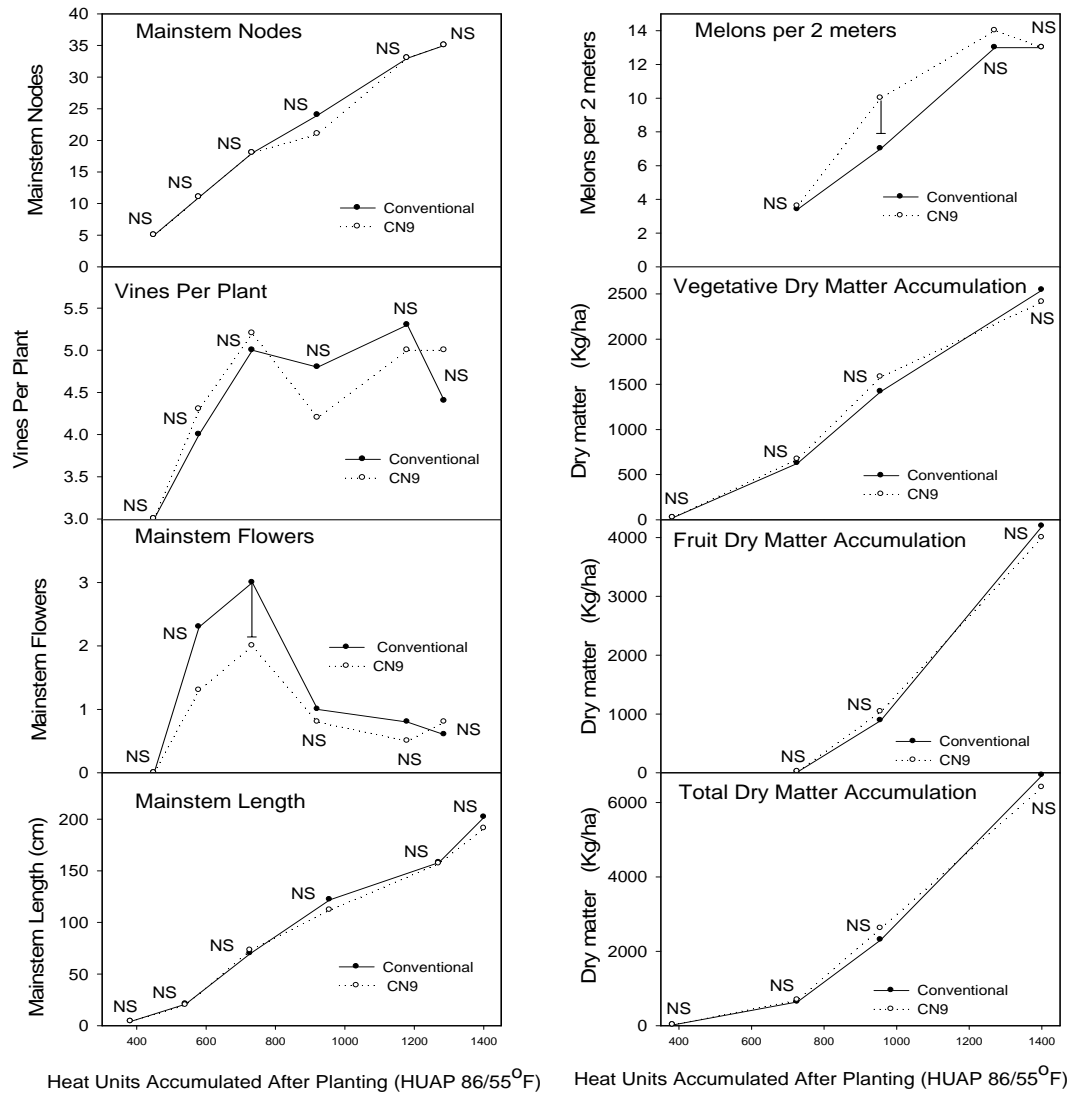 Mainstem Nodes
Mainstem Nodes
40
35
30
25
20
15
10
5
0
NS
NS
NS
NS
NS
NS
Conventional
CN9
Vines Per Plant
Vines Per Plant
5.5
5.0
4.5
4.0
3.5
3.0
NS
NS
NS
NS
NS
NS
Conventional
CN9
Mainstem Flowers
Mainstem Flowers
3
2
1
0
NS
NS
NS
NS
NS
Conventional
CN9
Mainstem Length
Mainstem Length (cm)
200
150
100
50
0
NS
NS
NS
NS
NS
NS
Conventional
CN9
400 600 800 1000 1200 1400
Heat Units Accumulated After Planting (HUAP 86/55°F)
Melons per 2 meters
Melons per 2 meters
14
12
10
8
6
4
2
0
NS
NS
NS
Conventional
CN9
Vegetative Dry Matter Accumulation
Dry matter (Kg/ha)
2500
2000
1500
1000
500
0
NS
NS
NS
NS
Conventional
CN9
Fruit Dry Matter Accumulation
Dry matter (Kg/ha)
4000
3000
2000
1000
0
NS
NS
NS
Conventional
CN9
Total Dry Matter Accumulation
Dry matter (Kg/ha)
6000
4000
2000
0
NS
NS
NS
NS
Conventional
CN9
400 600 800 1000 1200 1400
Heat Units Accumulated After Planting (HUAP 86/55°F)